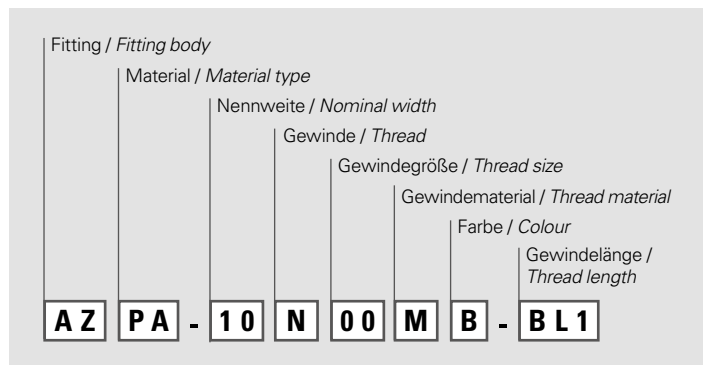 Fitting / Fitting body
Material / Material type
Nennweite / Nominal width
Gewinde / Thread
Gewindegröße / Thread size
Gewindematerial / Thread material
Farbe / Colour
Gewindelänge /
Thread length
AZ PA - 10 N 00 M B - BL1